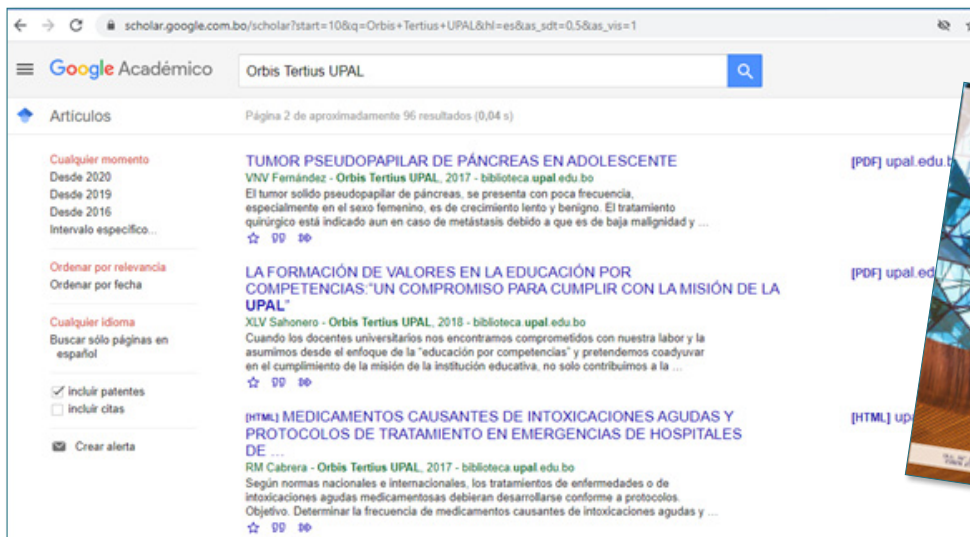 scholar.google.com.bo/scholar?start=10&q=Orbis+Tertius+UPAL&hl=es&as_sdt=0,5&as_vis=1
Google Académico
Orbis Tertius UPAL
Artículos
Página 2 de aproximadamente 96 resultados (0,04 s)
Cualquier momento
Desde 2020
Desde 2019
Desde 2016
Intervalo específico...
Ordenar por relevancia
Ordenar por fecha
Cualquier idioma
Buscar sólo páginas en
español
incluir patentes
incluir citas
Crear alerta
TUMOR PSEUDOPAPILAR DE PÁNCREAS EN ADOLESCENTE
VNV Fernández - Orbis Tertius UPAL, 2017 - biblioteca.upal.edu.bo
El tumor solido pseudopapilar de páncreas, se presenta con poca frecuencia,
especialmente en el sexo femenino, es de crecimiento lento y benigno. El tratamiento
quirúrgico está indicado aun en caso de metástasis debido a que es de baja malignidad y ...
[PDF] upal.edu.b
LA FORMACIÓN DE VALORES EN LA EDUCACIÓN POR
COMPETENCIAS:"UN COMPROMISO PARA CUMPLIR CON LA MISIÓN DE LA
UPAL"
XLV Sahonero - Orbis Tertius UPAL, 2018 - biblioteca.upal.edu.bo
Cuando los docentes universitarios nos encontramos comprometidos con nuestra labor y la
asumimos desde el enfoque de la "educación por competencias" y pretendemos coadyuvar
en el cumplimiento de la misión de la institución educativa, no solo contribuimos a la ...
[PDF] upal.ed
[HTML] MEDICAMENTOS CAUSANTES DE INTOXICACIONES AGUDAS Y
PROTOCOLOS DE TRATAMIENTO EN EMERGENCIAS DE HOSPITALES
DE ...
RM Cabrera - Orbis Tertius UPAL, 2017 - biblioteca.upal.edu.bo
Según normas nacionales e internacionales, los tratamientos de enfermedades o de
intoxicaciones agudas medicamentosas debieran desarrollarse conforme a protocolos.
Objetivo. Determinar la frecuencia de medicamentos causantes de intoxicaciones agudas y ...
[HTML] up